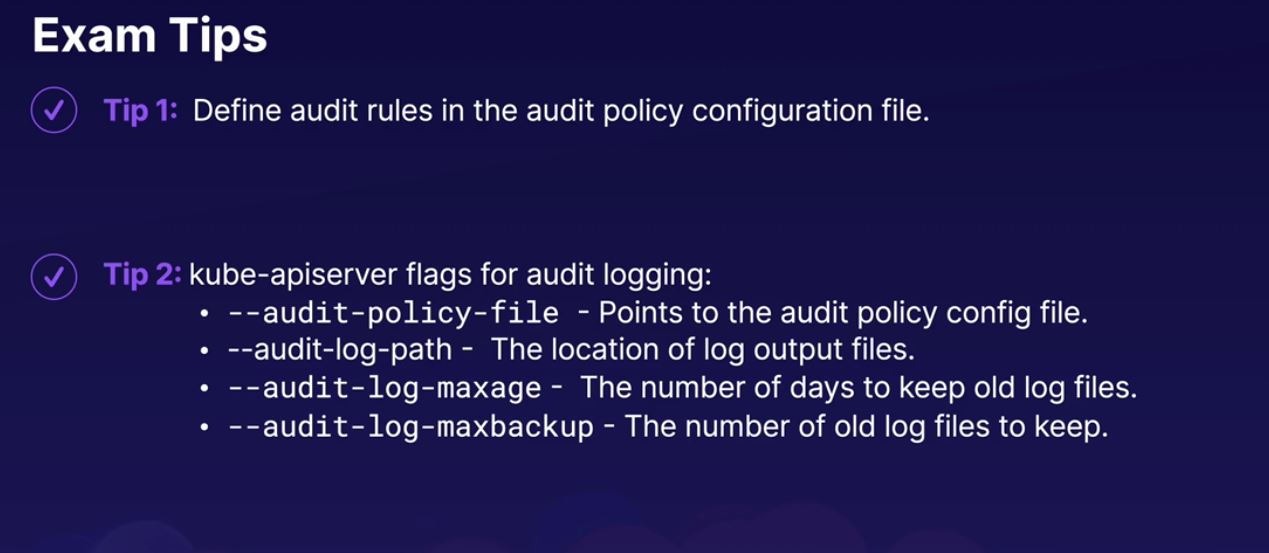 Exam Tips
Tip 1: Define audit rules in the audit policy configuration file.
Tip 2: kube-apiserver flags for audit logging:
• --audit-policy-file - Points to the audit policy config file.
• --audit-log-path - The location of log output files.
• --audit-log-maxage - The number of days to keep old log files.
• --audit-log-maxbackup - The number of old log files to keep.